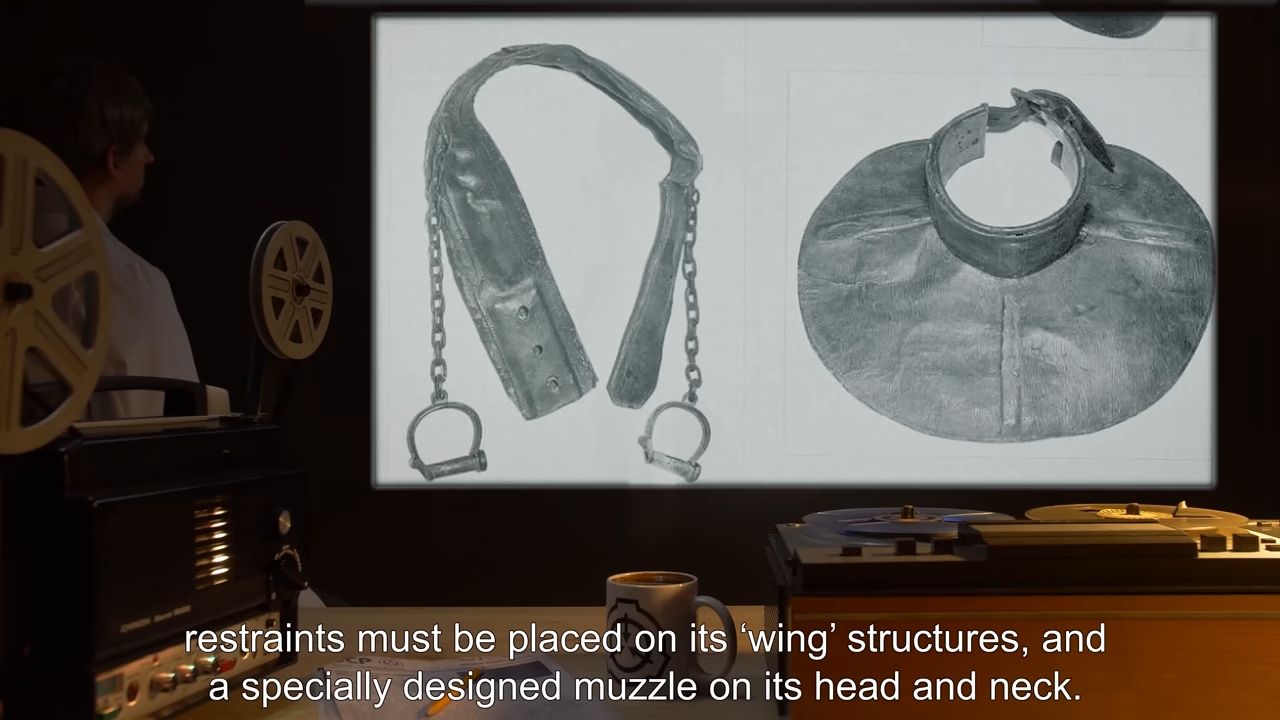 restraints must be placed on its ‘wing’ structures, and
a specially designed muzzle on its head and neck.